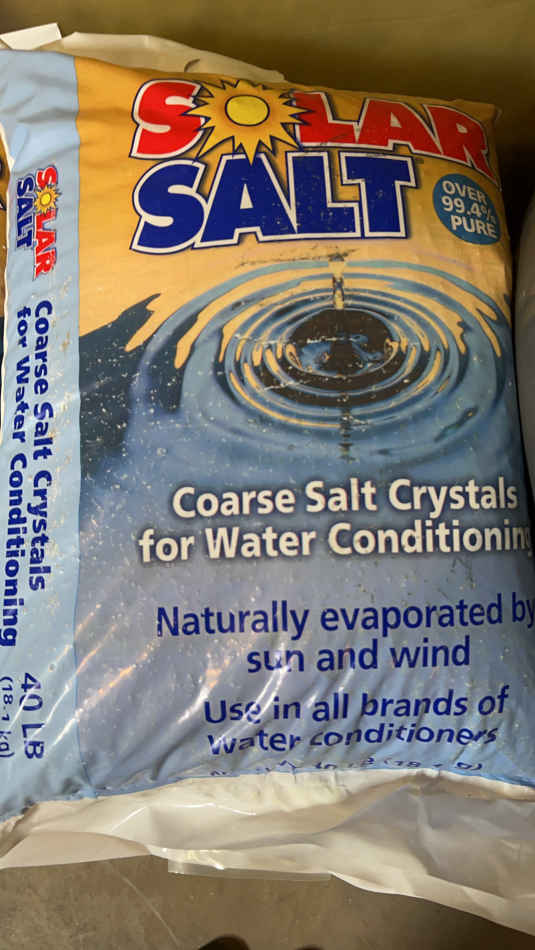 SOLAR
SALT
OVER
99.4%
PURE
Coarse Salt Crystals
for Water Conditioning
Naturally evaporated by
sun and wind
Use in all brands of
water conditioners
SOLAR
SALT
Coarse Salt Crystals
for Water Conditioning
40 LB
(18.1 kg)